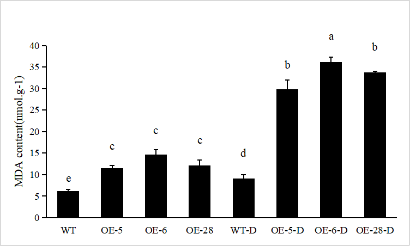 MDA content(nmol.g-1)
40
35
30
25
20
15
10
5
0
e
c
c
c
d
b
a
b
WT OE-5 OE-6 OE-28 WT-D OE-5-D OE-6-D OE-28-D